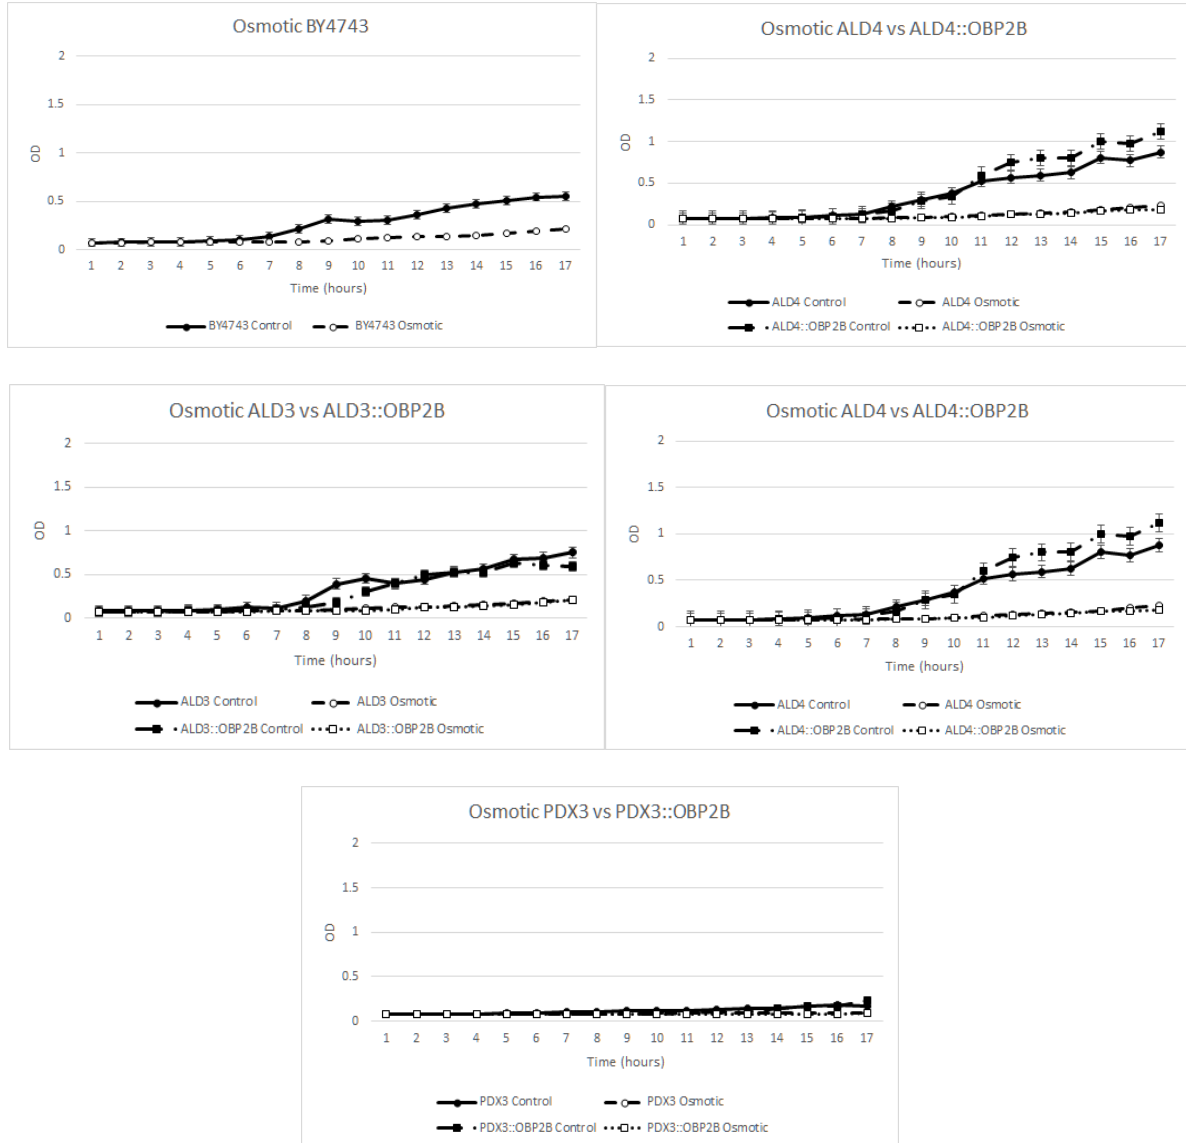 Osmotic BY4743
2
1.5
1
0.5
0
OD
1 2 3 4 5 6 7 8 9 10 11 12 13 14 15 16 17
Time (hours)
BY4743 Control BY4743 Osmotic
Osmotic ALD4 vs ALD4::OBP2B
2
1.5
1
0.5
0
OD
1 2 3 4 5 6 7 8 9 10 11 12 13 14 15 16 17
Time (hours)
ALD4 Control ALD4 Osmotic
ALD4::OBP2B Control ALD4::OBP2B Osmotic
Osmotic ALD3 vs ALD3::OBP2B
2
1.5
1
0.5
0
OD
1 2 3 4 5 6 7 8 9 10 11 12 13 14 15 16 17
Time (hours)
ALD3 Control ALD3 Osmotic
ALD3::OBP2B Control ALD3::OBP2B Osmotic
Osmotic ALD4 vs ALD4::OBP2B
2
1.5
1
0.5
0
OD
1 2 3 4 5 6 7 8 9 10 11 12 13 14 15 16 17
Time (hours)
ALD4 Control ALD4 Osmotic
ALD4::OBP2B Control ALD4::OBP2B Osmotic
Osmotic PDX3 vs PDX3::OBP2B
2
1.5
1
0.5
0
OD
1 2 3 4 5 6 7 8 9 10 11 12 13 14 15 16 17
Time (hours)
PDX3 Control PDX3 Osmotic
PDX3::OBP2B Control PDX3::OBP2B Osmotic